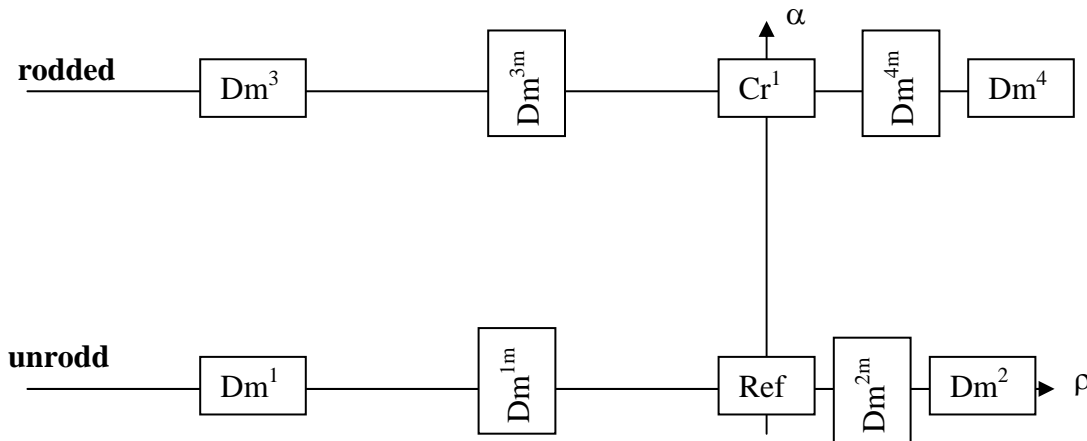 α
rodded
Dm³
Dm³ᵐ
Cr¹
Dm⁴ᵐ
Dm⁴
unrodd
Dm¹
Dm¹ᵐ
Ref
Dm²ᵐ
Dm²
ρ